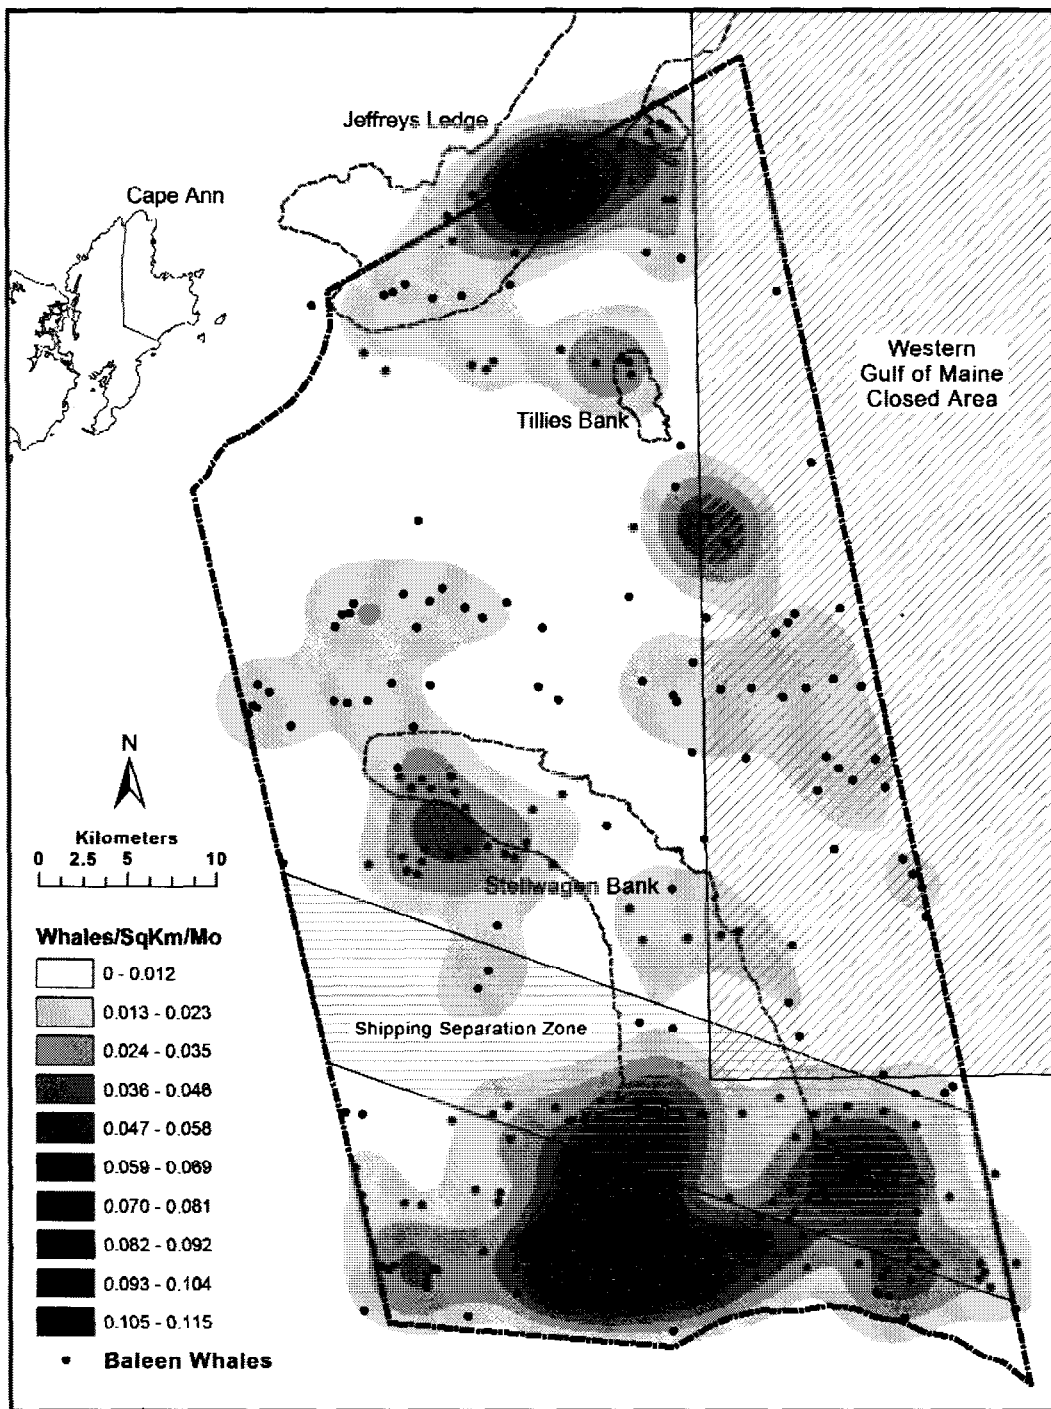 Jeffreys Ledge
Cape Ann
Western
Gulf of Maine
Closed Area
Tillies Bank
N
Kilometers
0 2.5 5 10
Stellwagen Bank
Whales/SqKm/Mo
0 - 0.012
0.013 - 0.023
0.024 - 0.035
0.036 - 0.046
0.047 - 0.058
0.059 - 0.069
0.070 - 0.081
0.082 - 0.092
0.093 - 0.104
0.105 - 0.115
Baleen Whales
Shipping Separation Zone